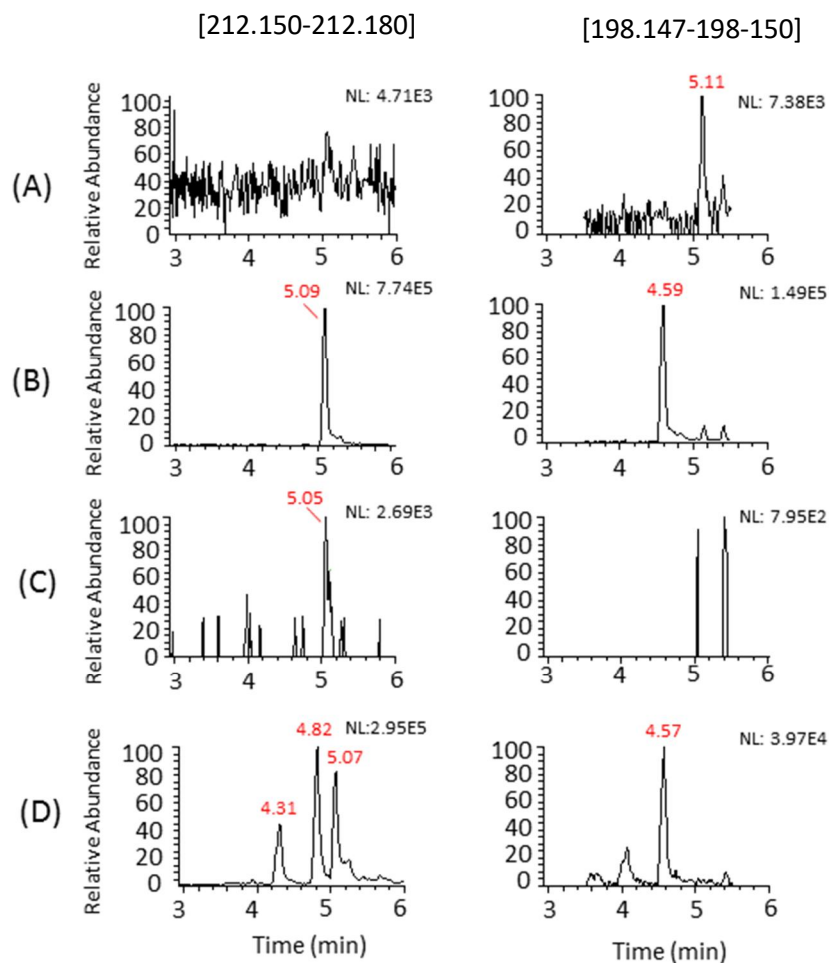 [212.150-212.180] [198.147-198-150]
(A)
Relative Abundance
NL: 4.71E3
100
80
60
40
20
0
3 4 5 6
5.11
NL: 7.38E3
100
80
60
40
20
0
3 4 5 6
(B)
Relative Abundance
5.09
NL: 7.74E5
100
80
60
40
20
0
3 4 5 6
4.59
NL: 1.49E5
100
80
60
40
20
0
3 4 5 6
(C)
Relative Abundance
5.05
NL: 2.69E3
100
80
60
40
20
0
3 4 5 6
NL: 7.95E2
100
80
60
40
20
0
3 4 5 6
(D)
Relative Abundance
4.82
NL:2.95E5
5.07
4.31
100
80
60
40
20
0
3 4 5 6
Time (min)
4.57
NL: 3.97E4
100
80
60
40
20
0
3 4 5 6
Time (min)